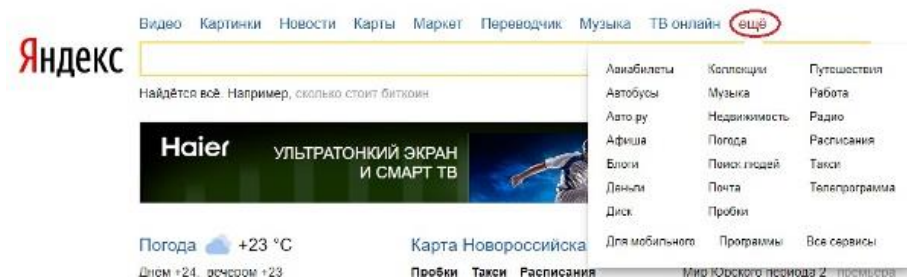 Видео Картинки Новости Карты Маркет Переводчик Музыка ТВ онлайн ещё
Яндекс
Найдётся всё. Например, сколько стоит биткоин
Авиабилеты Коллекции Путешествия
Автобусы Музыка Работа
Авто.ру Недвижимость Радио
Афиша Погода Расписания
Блоги Поиск людей Такси
Деньги Почта Телепрограмма
Диск Пробки
Для мобильного Программы Все сервисы
Haier УЛЬТРАТОНКИЙ ЭКРАН
И СМАРТ ТВ
Погода +23 °C Карта Новороссийска
Днём +24, вечером +23 Пробки Такси Расписания Мир Юрского периода 2 премьера